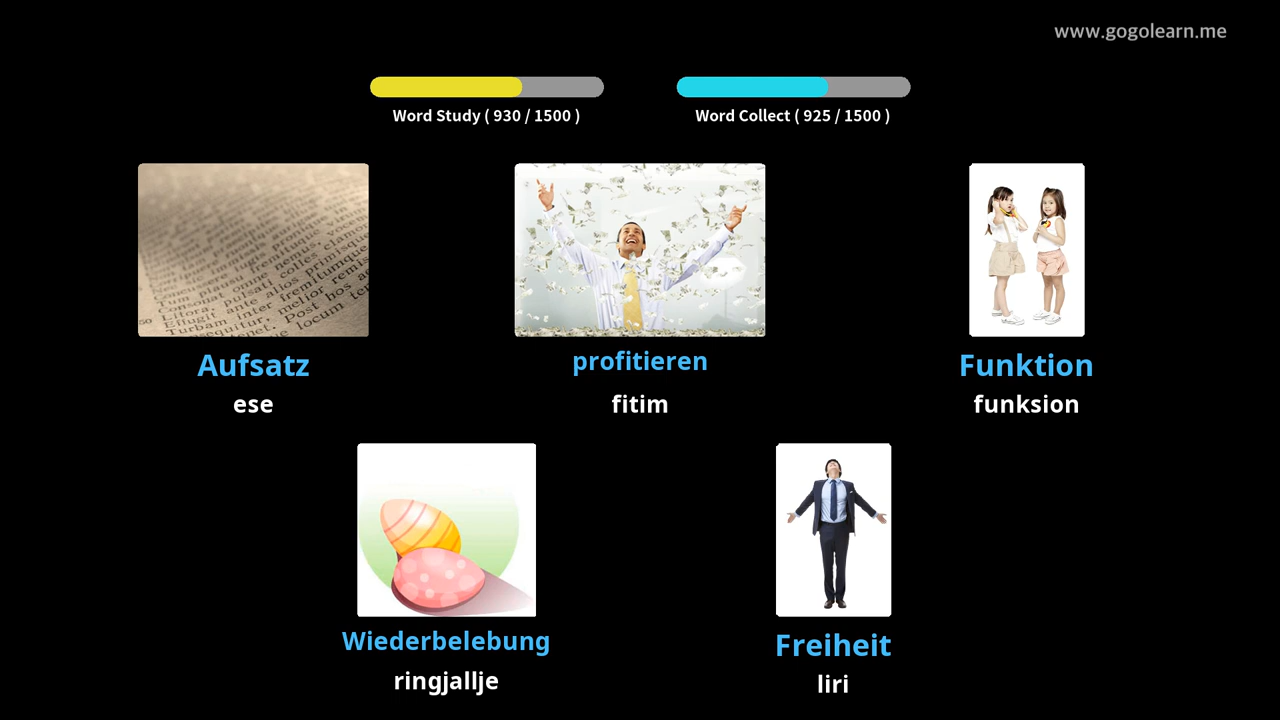 www.gogolearn.me
Word Study ( 930 / 1500 )
Word Collect ( 925 / 1500 )
Aufsatz
ese
profitieren
fitim
Funktion
funksion
Wiederbelebung
ringjallje
Freiheit
liri